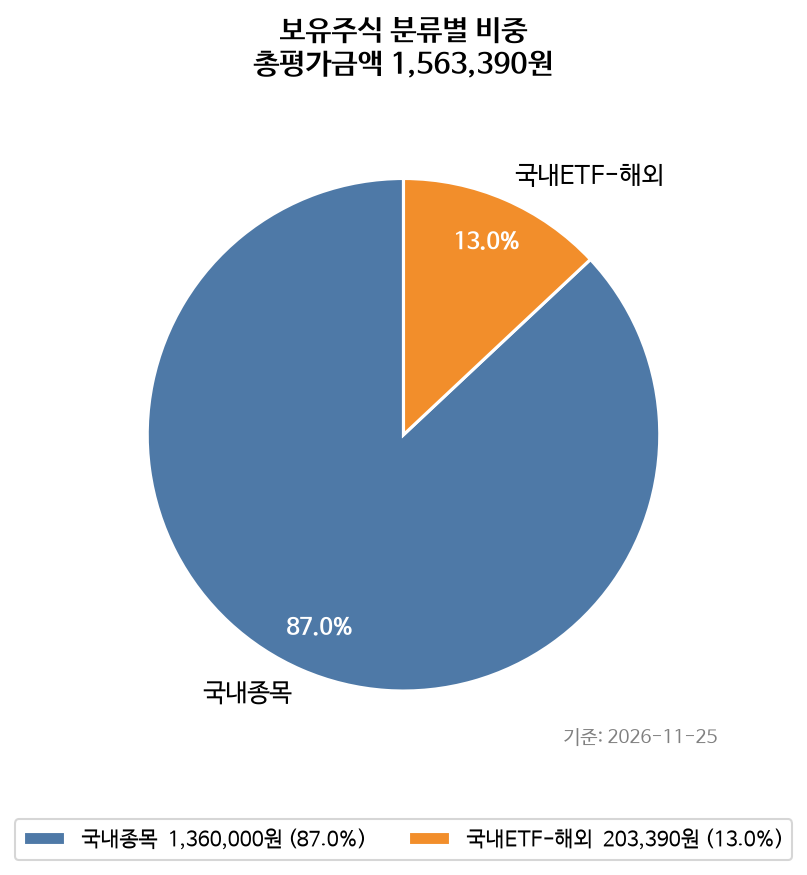 보유주식 분류별 비중
총평가금액 1,563,390원
국내ETF-해외
13.0%
87.0%
국내종목
기준: 2026-11-25
국내종목 1,360,000원 (87.0%)
국내ETF-해외 203,390원 (13.0%)